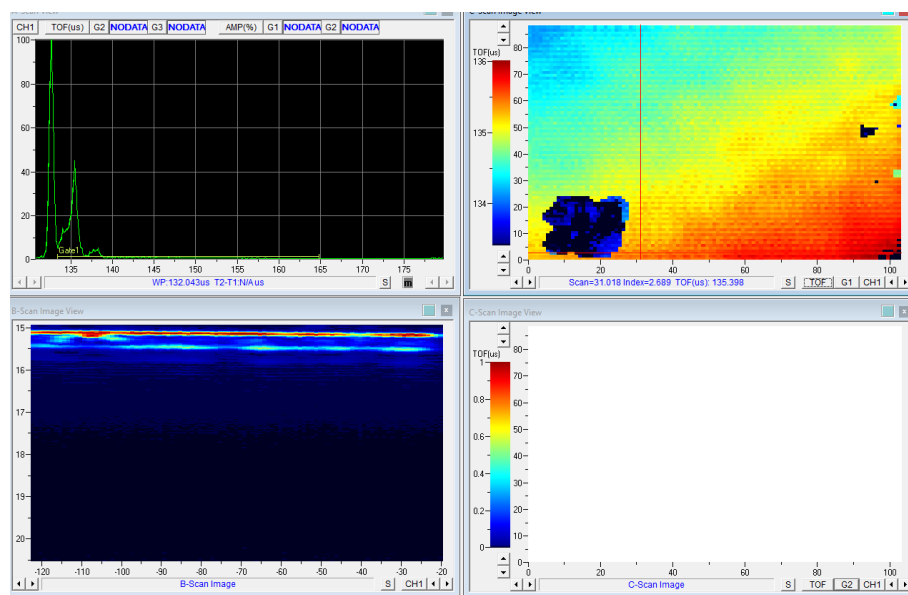 A-Scan View
CH1 TOF(us) G2 NODATA G3 NODATA AMP(%) G1 NODATA G2 NODATA
100
80
60
40
20
0
Gate1
135 140 145 150 155 160 165 170 175
WP:132.043us T2-T1:N/A us S
C-Scan Image View
TOF(us)
136
135
134
80
70
60
50
40
30
20
10
0
0 20 40 60 80 100
Scan=31.018 Index=2.689 TOF(us): 135.398 S TOF G1 CH1
B-Scan Image View
15
16
17
18
19
20
-120 -110 -100 -90 -80 -70 -60 -50 -40 -30 -20
B-Scan Image S CH1
C-Scan Image View
TOF(us)
1
0.8
0.6
0.4
0.2
0
80
70
60
50
40
30
20
10
0
0 20 40 60 80 100
C-Scan Image S TOF G2 CH1